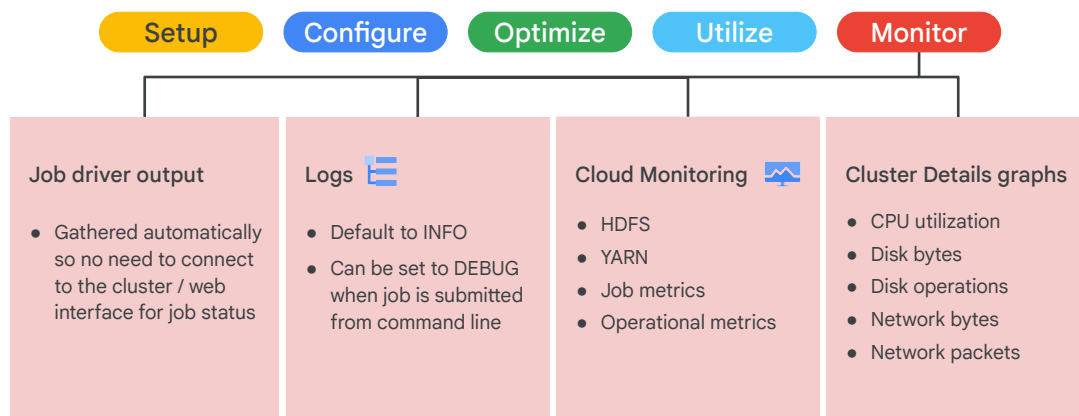 Setup
Configure
Optimize
Utilize
Monitor
Job driver output
● Gathered automatically
so no need to connect
to the cluster / web
interface for job status
Logs
● Default to INFO
● Can be set to DEBUG
when job is submitted
from command line
Cloud Monitoring
● HDFS
● YARN
● Job metrics
● Operational metrics
Cluster Details graphs
● CPU utilization
● Disk bytes
● Disk operations
● Network bytes
● Network packets